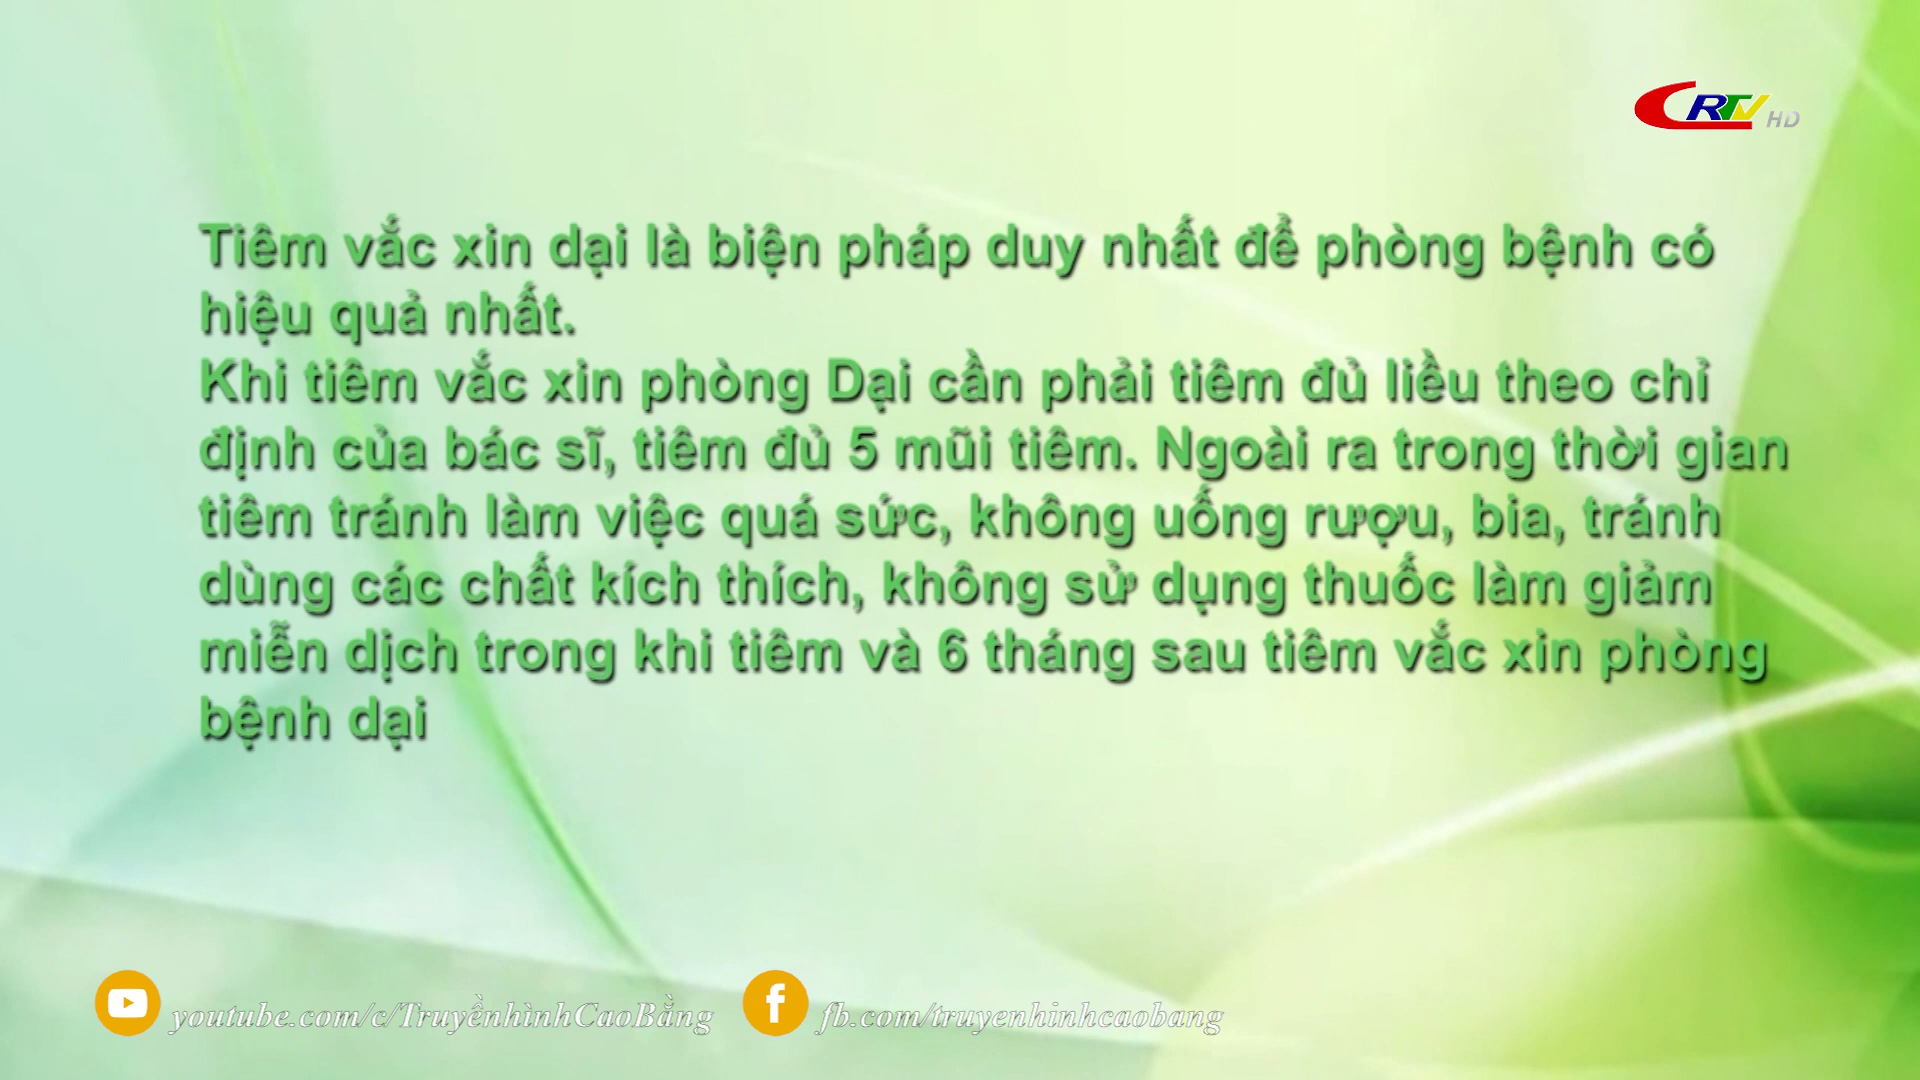 CRTV HD
Tiêm vắc xin dại là biện pháp duy nhất để phòng bệnh có
hiệu quả nhất.
Khi tiêm vắc xin phòng Dại cần phải tiêm đủ liều theo chỉ
định của bác sĩ, tiêm đủ 5 mũi tiêm. Ngoài ra trong thời gian
tiêm tránh làm việc quá sức, không uống rượu, bia, tránh
dùng các chất kích thích, không sử dụng thuốc làm giảm
miễn dịch trong khi tiêm và 6 tháng sau tiêm vắc xin phòng
bệnh dại
youtube.com/c/TruyềnhìnhCaoBằng fb.com/truyenhinhcaobang